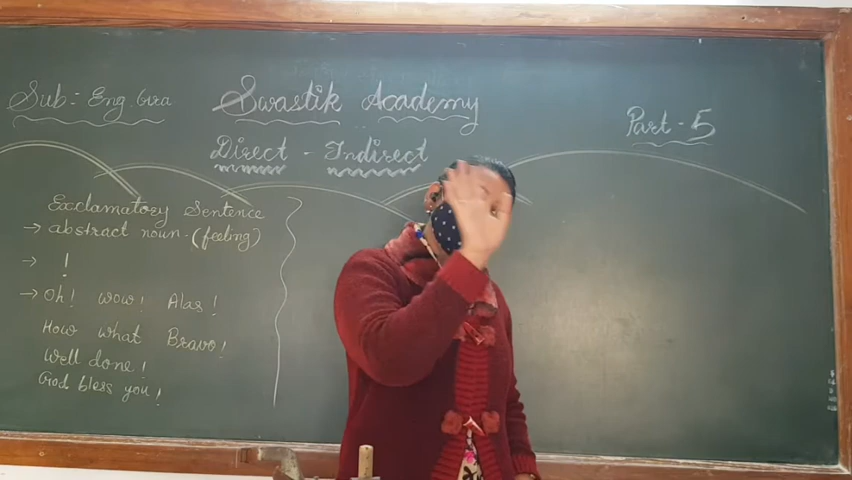 Sub:- Eng. Gra
Swastik Academy
Part - 5
Direct - Indirect
Exclamatory Sentence
→ abstract noun - (feeling)
→ !
→ Oh! wow! Alas!
How what Bravo!
Well done!
God bless you!